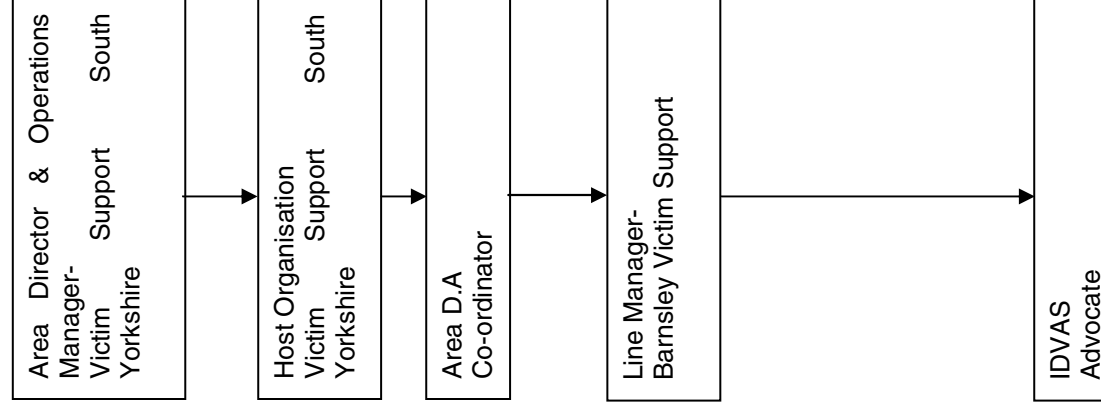 Area Director & Operations
Manager-
Victim Support South
Yorkshire
Host Organisation
Victim Support South
Yorkshire
Area D.A
Co-ordinator
Line Manager-
Barnsley Victim Support
IDVAS
Advocate